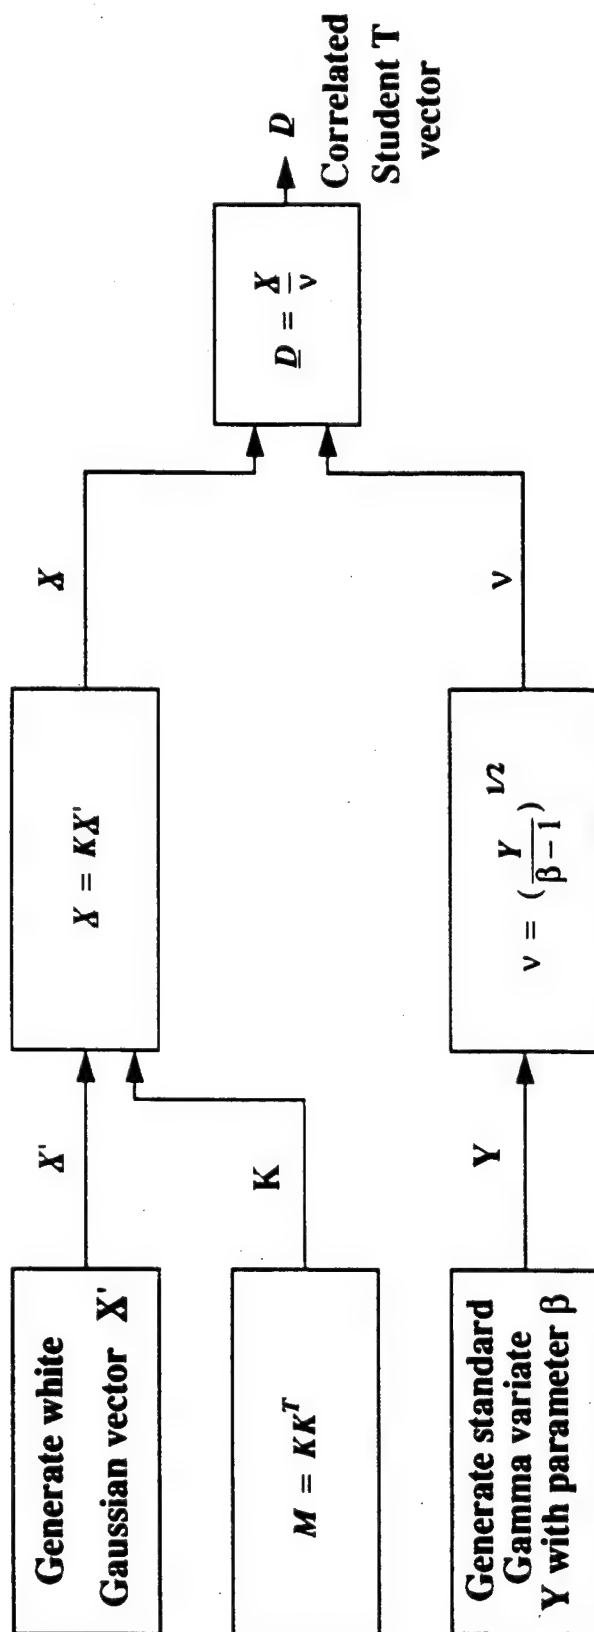 Generate white
Gaussian vector X'
X'
X = KX'
X
M = KK^T
K
Generate standard
Gamma variate
Y with parameter β
Y
ν = (Y / β − 1)^1/2
ν
D = X / ν
D
Correlated
Student T
vector